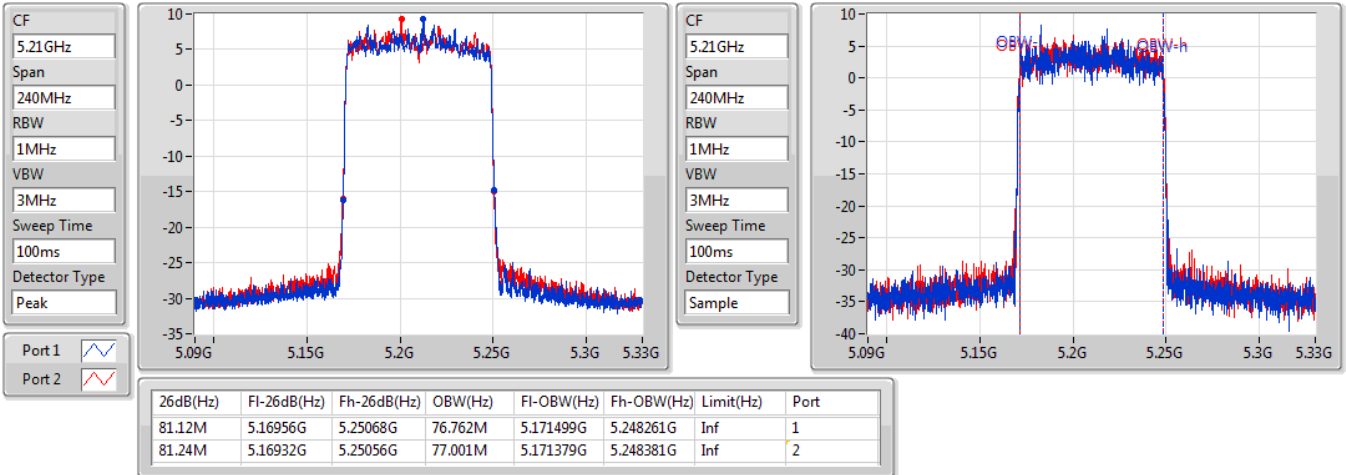 CF
5.21GHz
Span
240MHz
RBW
1MHz
VBW
3MHz
Sweep Time
100ms
Detector Type
Peak
10
5
0
-5
-10
-15
-20
-25
-30
-35
5.09G 5.15G 5.2G 5.25G 5.3G 5.33G
CF
5.21GHz
Span
240MHz
RBW
1MHz
VBW
3MHz
Sweep Time
100ms
Detector Type
Sample
10
5
0
-5
-10
-15
-20
-25
-30
-35
-40
OBW-l OBW-h
5.09G 5.15G 5.2G 5.25G 5.3G 5.33G
Port 1
Port 2
26dB(Hz) Fl-26dB(Hz) Fh-26dB(Hz) OBW(Hz) Fl-OBW(Hz) Fh-OBW(Hz) Limit(Hz) Port
81.12M 5.16956G 5.25068G 76.762M 5.171499G 5.248261G Inf 1
81.24M 5.16932G 5.25056G 77.001M 5.171379G 5.248381G Inf 2